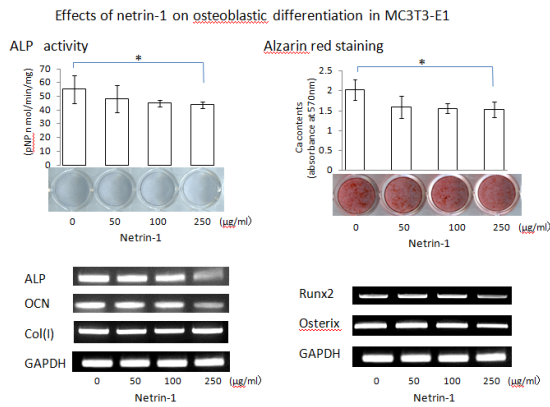 Effects of netrin-1 on osteoblastic differentiation in MC3T3-E1
ALP activity
*
(pNP n mol/min/mg)
70
60
50
40
30
20
10
0
0 50 100 250 (µg/ml)
Netrin-1
Alzarin red staining
*
Ca contents
(absorbance at 570nm)
2.5
2
1.5
1
0.5
0
0 50 100 250 (µg/ml)
Netrin-1
ALP
OCN
Col(I)
GAPDH
0 50 100 250 (µg/ml)
Netrin-1
Runx2
Osterix
GAPDH
0 50 100 250 (µg/ml)
Netrin-1